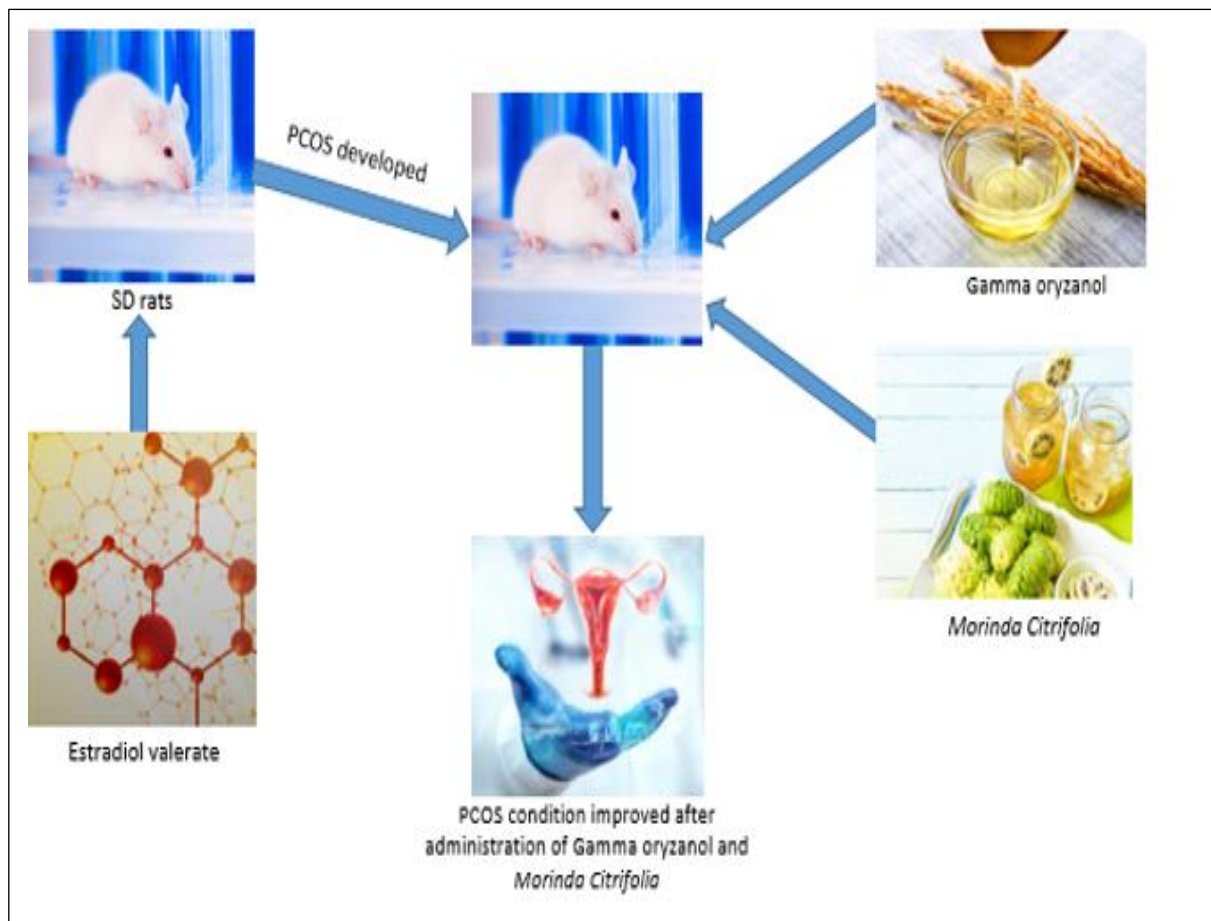 PCOS developed
SD rats
Gamma oryzanol
Estradiol valerate
Morinda Citrifolia
PCOS condition improved after
administration of Gamma oryzanol and
Morinda Citrifolia